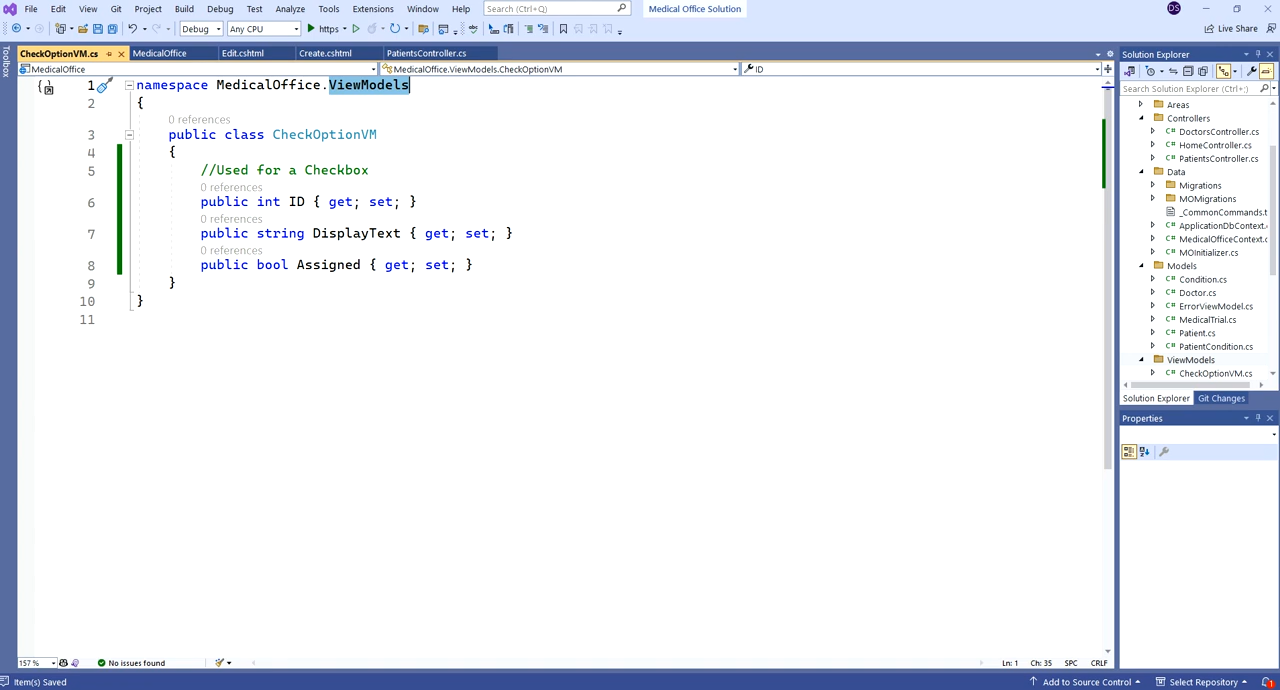 File Edit View Git Project Build Debug Test Analyze Tools Extensions Window Help Search (Ctrl+Q) Medical Office Solution DS
Debug Any CPU https Live Share
Toolbox
CheckOptionVM.cs MedicalOffice Edit.cshtml Create.cshtml PatientsController.cs
MedicalOffice MedicalOffice.ViewModels.CheckOptionVM ID
1 namespace MedicalOffice.ViewModels
2 {
0 references
3 public class CheckOptionVM
4 {
5 //Used for a Checkbox
0 references
6 public int ID { get; set; }
0 references
7 public string DisplayText { get; set; }
0 references
8 public bool Assigned { get; set; }
9 }
10 }
11
157 % No issues found Ln: 1 Ch: 35 SPC CRLF
Solution Explorer
Search Solution Explorer (Ctrl+;)
Areas
Controllers
C# DoctorsController.cs
C# HomeController.cs
C# PatientsController.cs
Data
Migrations
MOMigrations
_CommonCommands.t
C# ApplicationDbContext.
C# MedicalOfficeContext.c
C# MOInitializer.cs
Models
C# Condition.cs
C# Doctor.cs
C# ErrorViewModel.cs
C# MedicalTrial.cs
C# Patient.cs
C# PatientCondition.cs
ViewModels
C# CheckOptionVM.cs
Solution Explorer Git Changes
Properties
Item(s) Saved Add to Source Control Select Repository 1